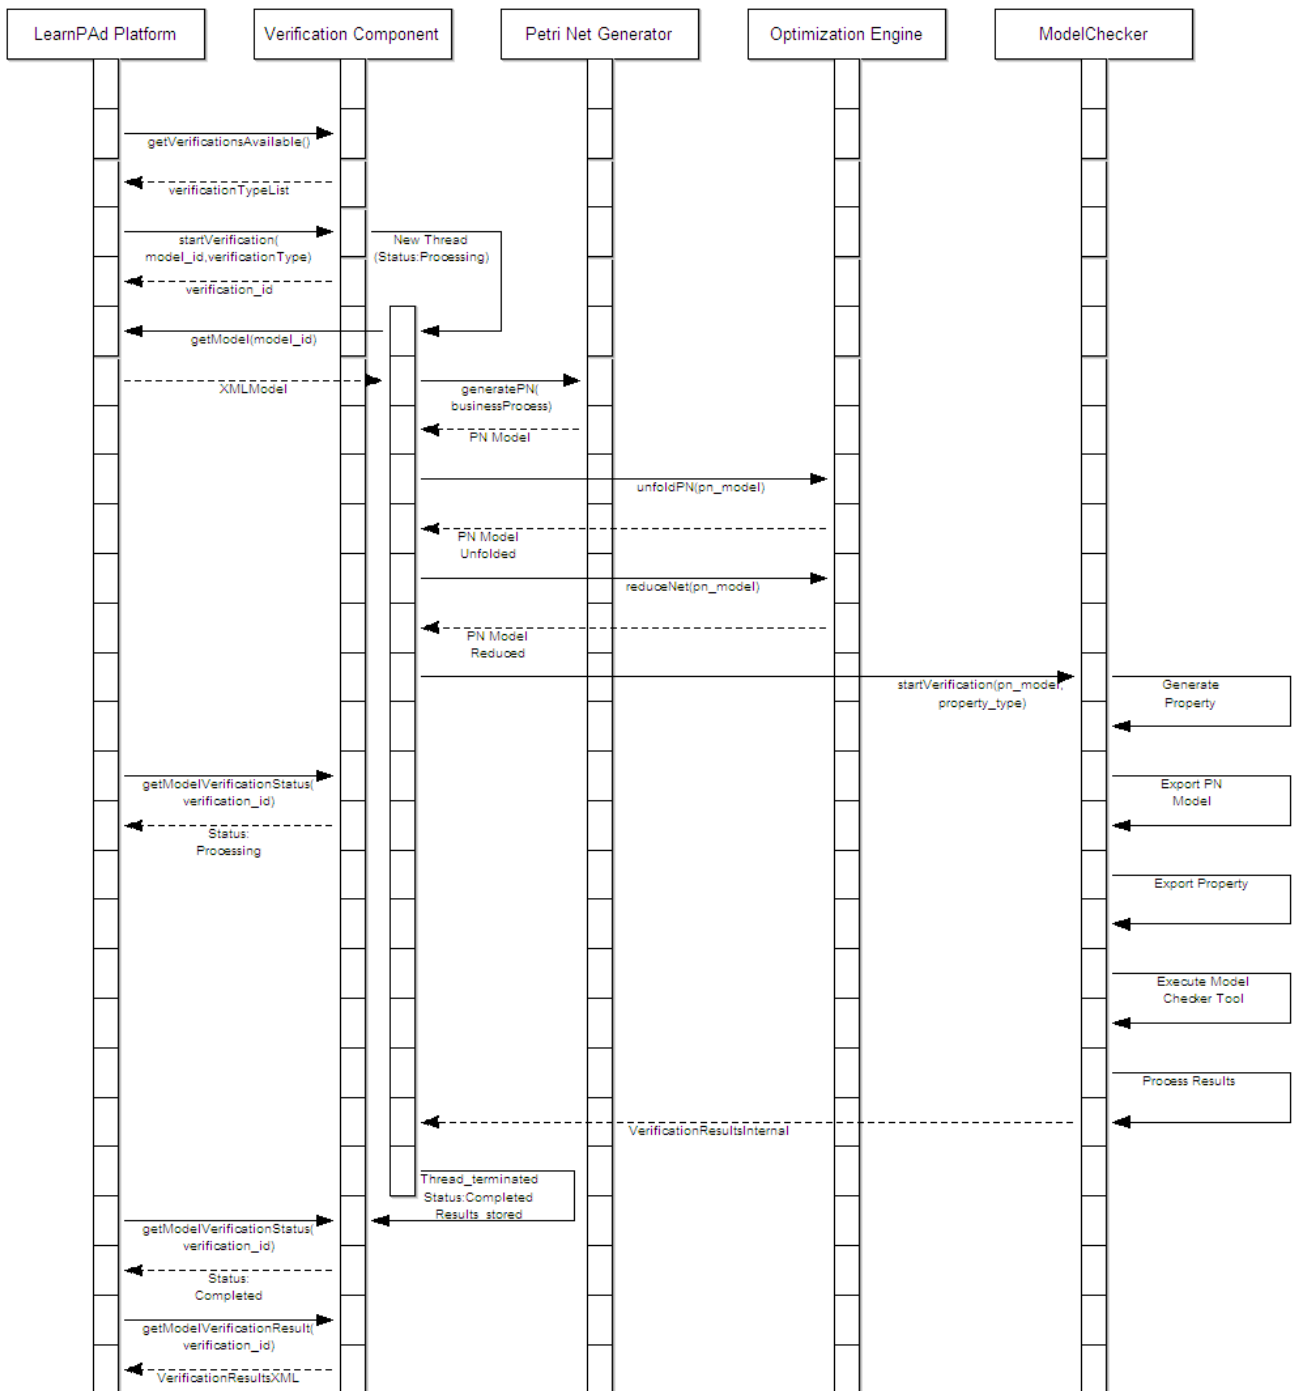 LearnPAd Platform
Verification Component
Petri Net Generator
Optimization Engine
ModelChecker
getVerificationsAvailable()
verificationTypeList
startVerification(
model_id,verificationType)
New Thread
(Status:Processing)
verification_id
getModel(model_id)
XMLModel
generatePN(
businessProcess)
PN Model
unfoldPN(pn_model)
PN Model
Unfolded
reduceNet(pn_model)
PN Model
Reduced
startVerification(pn_model,
property_type)
Generate
Property
getModelVerificationStatus(
verification_id)
Export PN
Model
Status:
Processing
Export Property
Execute Model
Checker Tool
Process Results
VerificationResultsInternal
Thread_terminated
Status:Completed
Results_stored
getModelVerificationStatus(
verification_id)
Status:
Completed
getModelVerificationResult(
verification_id)
VerificationResultsXML